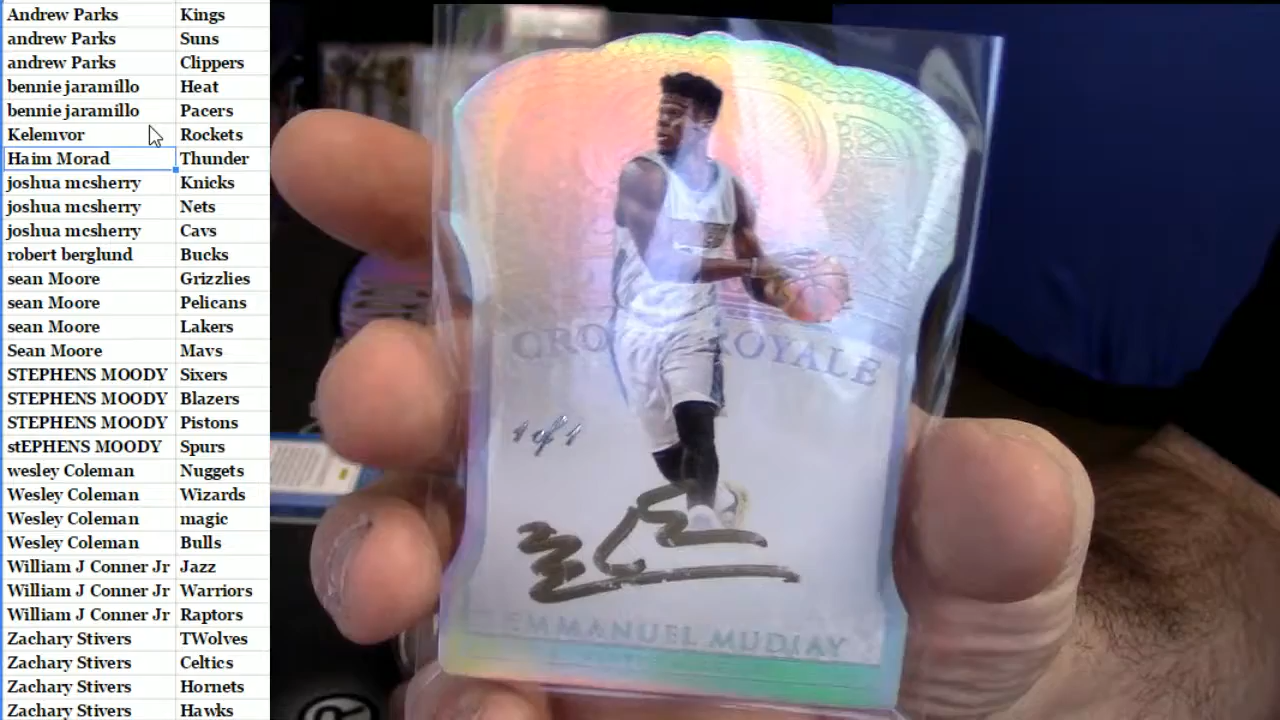 Andrew Parks Kings
andrew Parks Suns
andrew Parks Clippers
bennie jaramillo Heat
bennie jaramillo Pacers
Kelemvor Rockets
Haim Morad Thunder
joshua mcsherry Knicks
joshua mcsherry Nets
joshua mcsherry Cavs
robert berglund Bucks
sean Moore Grizzlies
sean Moore Pelicans
sean Moore Lakers
Sean Moore Mavs
STEPHENS MOODY Sixers
STEPHENS MOODY Blazers
STEPHENS MOODY Pistons
stEPHENS MOODY Spurs
wesley Coleman Nuggets
Wesley Coleman Wizards
Wesley Coleman magic
Wesley Coleman Bulls
William J Conner Jr Jazz
William J Conner Jr Warriors
William J Conner Jr Raptors
Zachary Stivers TWolves
Zachary Stivers Celtics
Zachary Stivers Hornets
Zachary Stivers Hawks
CRO ROYALE
1 of 1
EMMANUEL MUDIAY